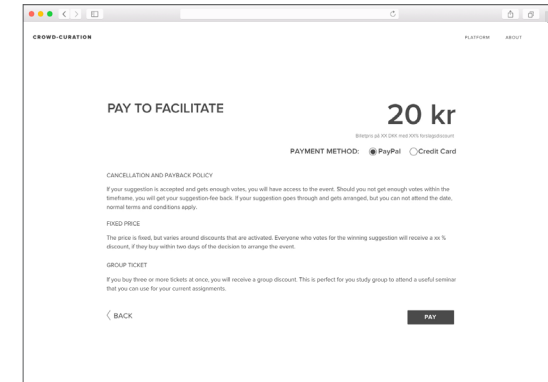 CROWD-CURATION
PLATFORM ABOUT
PAY TO FACILITATE
20 kr
Billetpris på XX DKK med XX% forslagsdiscount
PAYMENT METHOD: PayPal Credit Card
CANCELLATION AND PAYBACK POLICY
If your suggestion is accepted and gets enough votes, you will have access to the event. Should you not get enough votes within the
timeframe, you will get your suggestion-fee back. If your suggestion goes through and gets arranged, but you can not attend the date,
normal terms and conditions apply.
FIXED PRICE
The price is fixed, but varies around discounts that are activated. Everyone who votes for the winning suggestion will receive a xx %
discount, if they buy within two days of the decision to arrange the event.
GROUP TICKET
If you buy three or more tickets at once, you will receive a group discount. This is perfect for you study group to attend a useful seminar
that you can use for your current assignments.
BACK
PAY